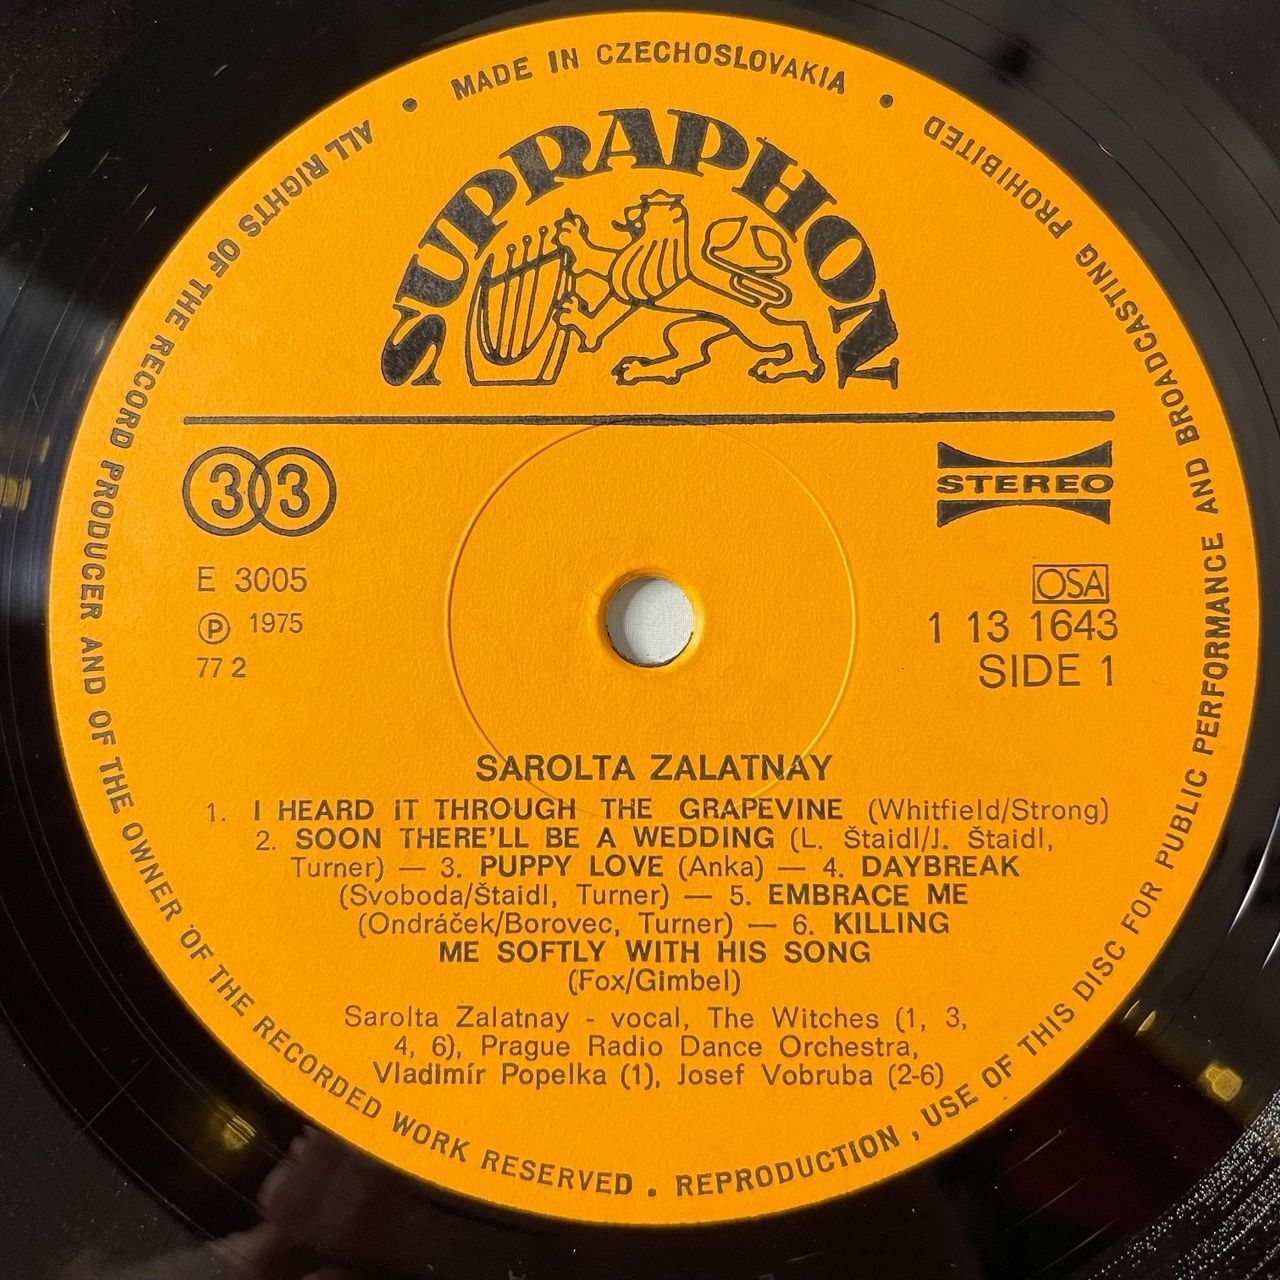 MADE IN CZECHOSLOVAKIA
SUPRAPHON
33
STEREO
E 3005
Ⓟ 1975
77 2
OSA
1 13 1643
SIDE 1
SAROLTA ZALATNAY
1. I HEARD IT THROUGH THE GRAPEVINE (Whitfield/Strong)
2. SOON THERE'LL BE A WEDDING (L. Štaidl/J. Štaidl,
Turner) — 3. PUPPY LOVE (Anka) — 4. DAYBREAK
(Svoboda/Štaidl, Turner) — 5. EMBRACE ME
(Ondráček/Borovec, Turner) — 6. KILLING
ME SOFTLY WITH HIS SONG
(Fox/Gimbel)
Sarolta Zalatnay - vocal, The Witches (1, 3,
4, 6), Prague Radio Dance Orchestra,
Vladimír Popelka (1), Josef Vobruba (2-6)
ALL RIGHTS OF THE RECORD PRODUCER AND OF THE OWNER OF THE RECORDED WORK RESERVED . REPRODUCTION , USE OF THIS DISC FOR PUBLIC PERFORMANCE AND BROADCASTING PROHIBITED